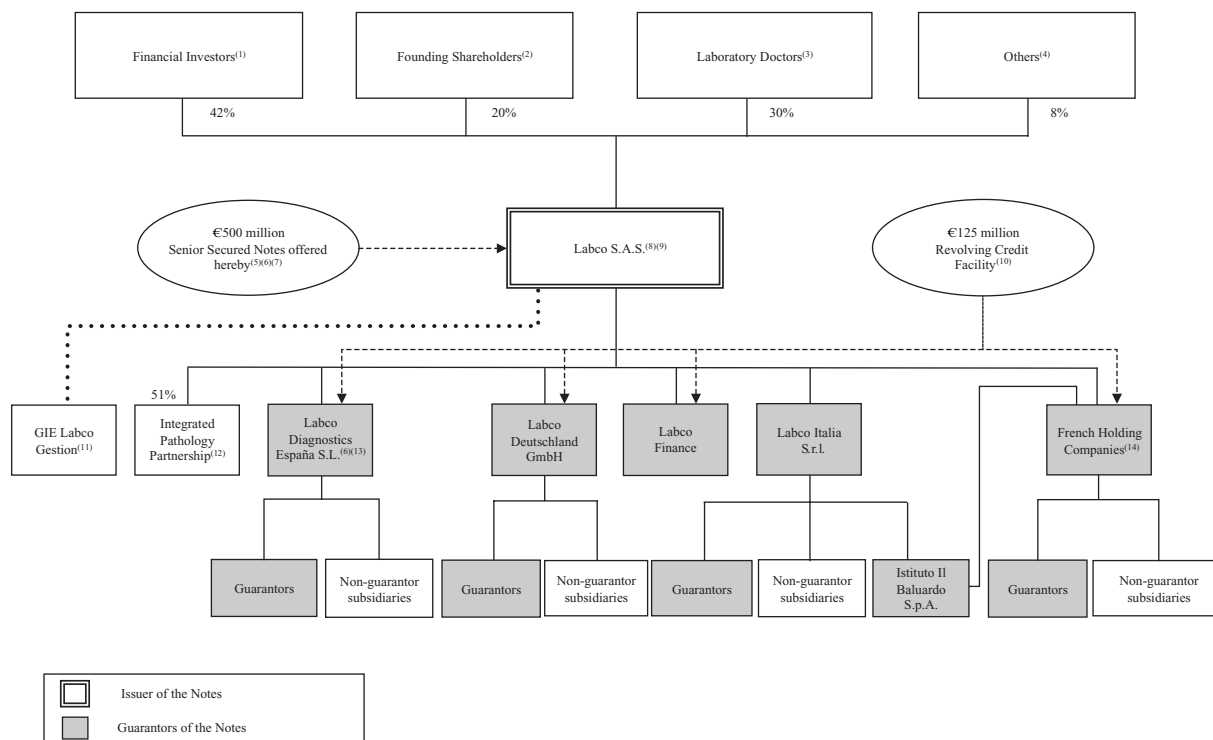 Financial Investors(1)
Founding Shareholders(2)
Laboratory Doctors(3)
Others(4)
42%
20%
30%
8%
€500 million
Senior Secured Notes offered
hereby(5)(6)(7)
Labco S.A.S.(8)(9)
€125 million
Revolving Credit
Facility(10)
51%
GIE Labco
Gestion(11)
Integrated
Pathology
Partnership(12)
Labco
Diagnostics
España S.L.(6)(13)
Labco
Deutschland
GmbH
Labco
Finance
Labco Italia
S.r.l.
French Holding
Companies(14)
Guarantors
Non-guarantor
subsidiaries
Guarantors
Non-guarantor
subsidiaries
Guarantors
Non-guarantor
subsidiaries
Istituto Il
Baluardo
S.p.A.
Guarantors
Non-guarantor
subsidiaries
Issuer of the Notes
Guarantors of the Notes